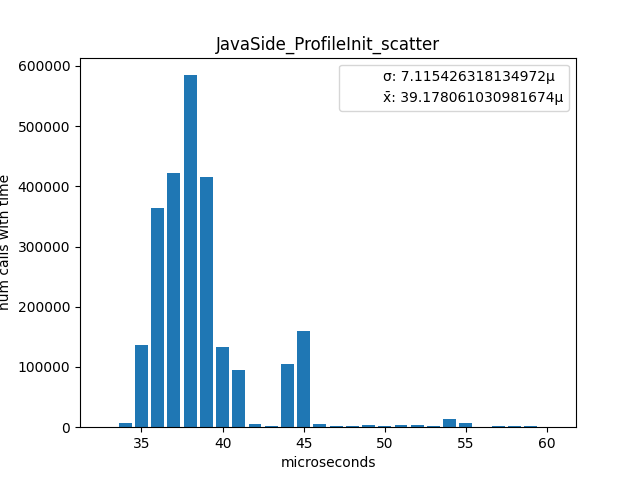 JavaSide_ProfileInit_scatter
σ: 7.115426318134972µ
x̄: 39.178061030981674µ
600000
500000
400000
300000
200000
100000
0
num calls with time
35 40 45 50 55 60
microseconds